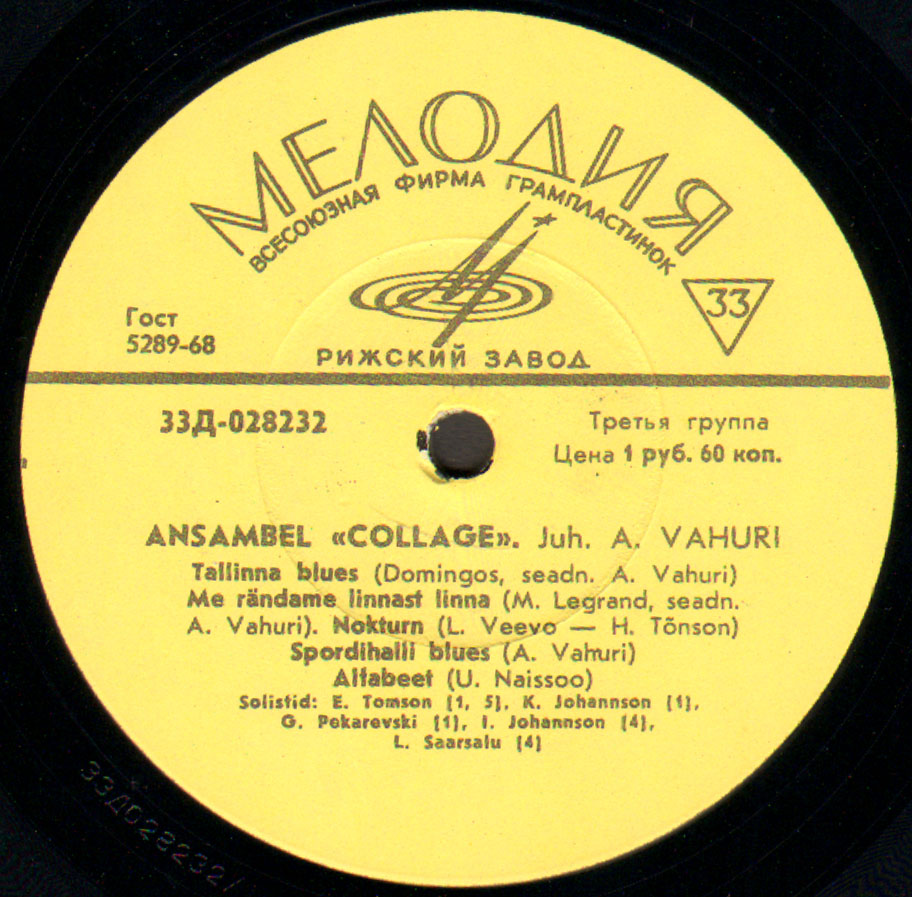 МЕЛОДИЯ
ВСЕСОЮЗНАЯ ФИРМА ГРАМПЛАСТИНОК
33
Гост
5289-68
РИЖСКИЙ ЗАВОД
33Д-028232
Третья группа
Цена 1 руб. 60 коп.
ANSAMBEL «COLLAGE». Juh. A. VAHURI
Tallinna blues (Domingos, seadn. A. Vahuri)
Me rändame linnast linna (M. Legrand, seadn.
A. Vahuri). Nokturn (L. Veevo — H. Tõnson)
Spordihalli blues (A. Vahuri)
Alfabeet (U. Naissoo)
Solistid: E. Tomson (1, 5), K. Johannson (1),
G. Pekarevski (1), I. Johannson (4),
L. Saarsalu (4)
33Д028232/